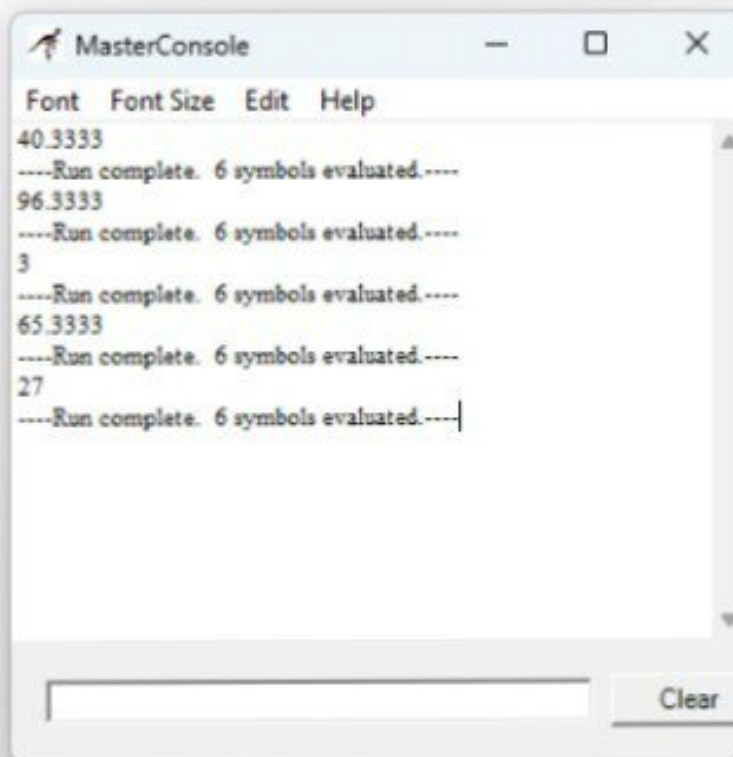 MasterConsole
Font Font Size Edit Help
40.3333
----Run complete.  6 symbols evaluated.----
96.3333
----Run complete.  6 symbols evaluated.----
3
----Run complete.  6 symbols evaluated.----
65.3333
----Run complete.  6 symbols evaluated.----
27
----Run complete.  6 symbols evaluated.----
Clear